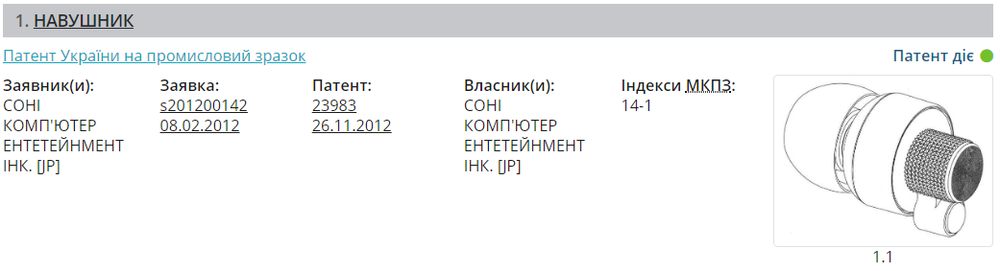 1. НАВУШНИК
Патент України на промисловий зразок
Патент діє
Заявник(и): Заявка: Патент: Власник(и): Індекси МКПЗ:
СОНІ s201200142 23983 СОНІ 14-1
КОМП'ЮТЕР 08.02.2012 26.11.2012 КОМП'ЮТЕР
ЕНТЕТЕЙНМЕНТ ЕНТЕТЕЙНМЕНТ
ІНК. [JP] ІНК. [JP]
1.1